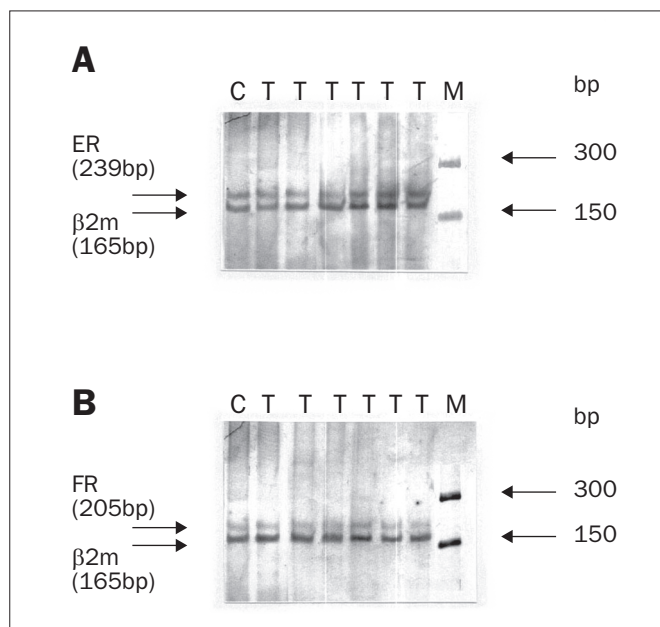 A
C T T T T T T M
bp
ER
(239bp)
300
β2m
(165bp)
150
B
C T T T T T T M
bp
FR
(205bp)
300
β2m
(165bp)
150